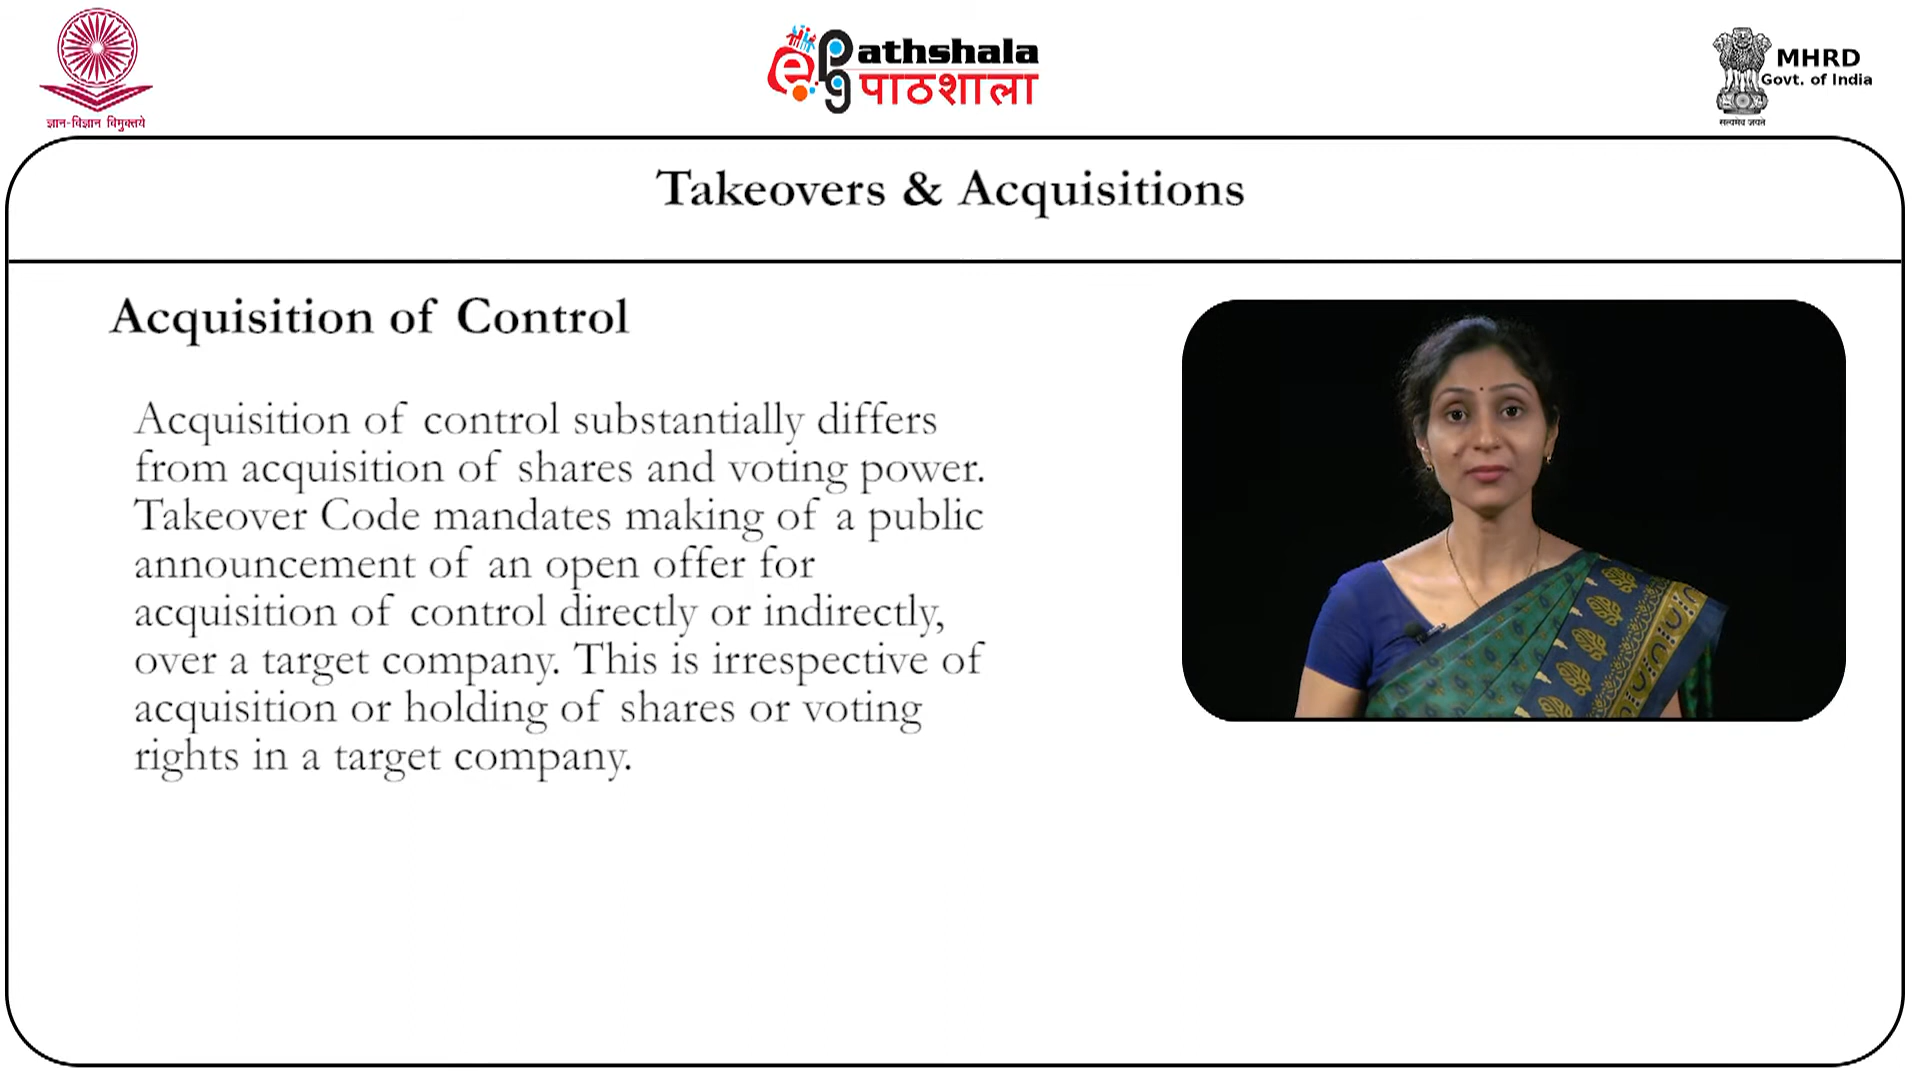 ज्ञान-विज्ञान विमुक्तये
ePathshala
पाठशाला
MHRD
Govt. of India
सत्यमेव जयते
Takeovers & Acquisitions
Acquisition of Control
Acquisition of control substantially differs
from acquisition of shares and voting power.
Takeover Code mandates making of a public
announcement of an open offer for
acquisition of control directly or indirectly,
over a target company. This is irrespective of
acquisition or holding of shares or voting
rights in a target company.